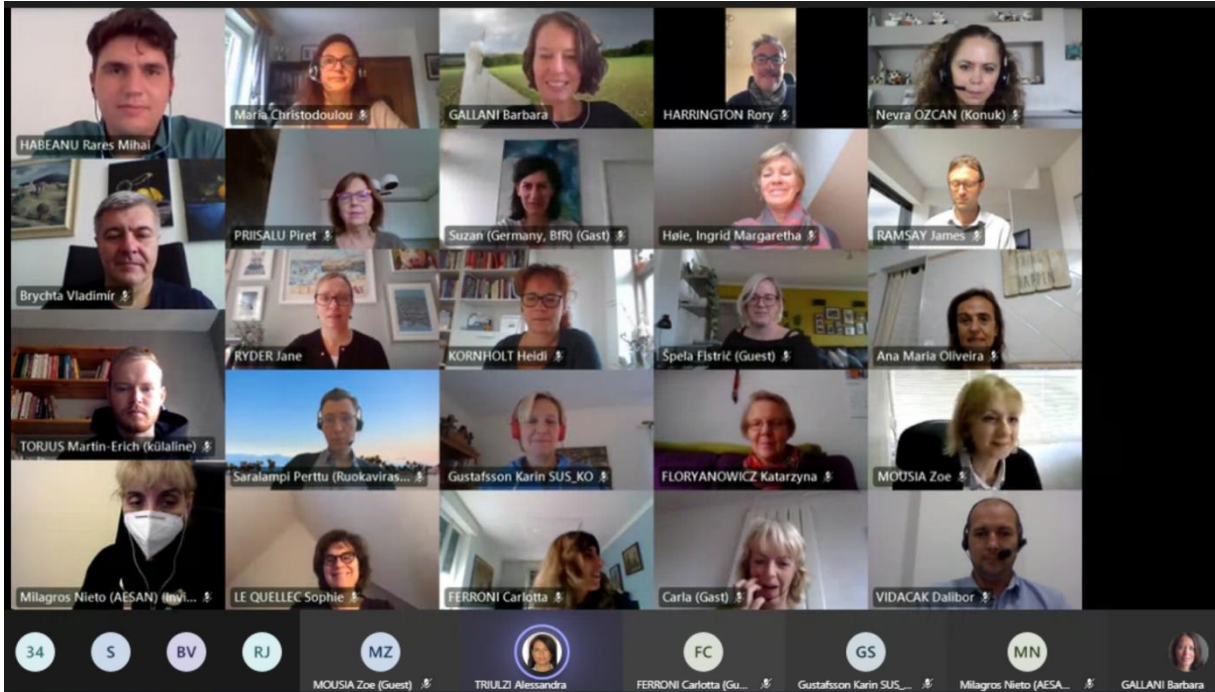 HABEANU Rares Mihai
Maria Christodoulou
GALLANI Barbara
HARRINGTON Rory
Nevra OZCAN (Konuk)
Brychta Vladimír
PRIISALU Piret
Suzan (Germany, BfR) (Gast)
Høie, Ingrid Margaretha
RAMSAY James
TORJUS Martin-Erich (külaline)
RYDER Jane
KORNHOLT Heidi
Špela Fistrič (Guest)
Ana Maria Oliveira
Saralampi Perttu (Ruokaviras...
Gustafsson Karin SUS_KO
FLORYANOWICZ Katarzyna
MOUSIA Zoe
Milagros Nieto (AESAN) (Invi...
LE QUELLEC Sophie
FERRONI Carlotta
Carla (Gast)
VIDACAK Dalibor
34
S
BV
RJ
MZ
MOUSIA Zoe (Guest)
TRIULZI Alessandra
FC
FERRONI Carlotta (Gu...
GS
Gustafsson Karin SUS_...
MN
Milagros Nieto (AESA...
GALLANI Barbara